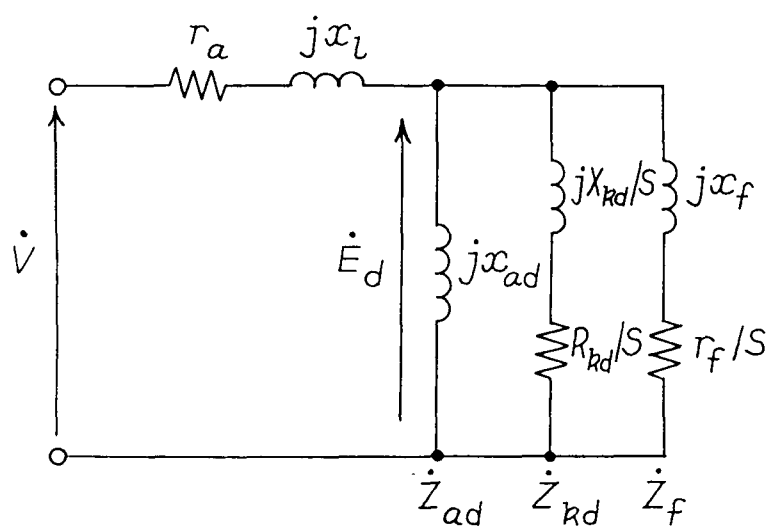 r_a jx_l
V̇ Ė_d jx_ad jX_kd/S jx_f
R_kd/S r_f/S
Ż_ad Ż_kd Ż_f